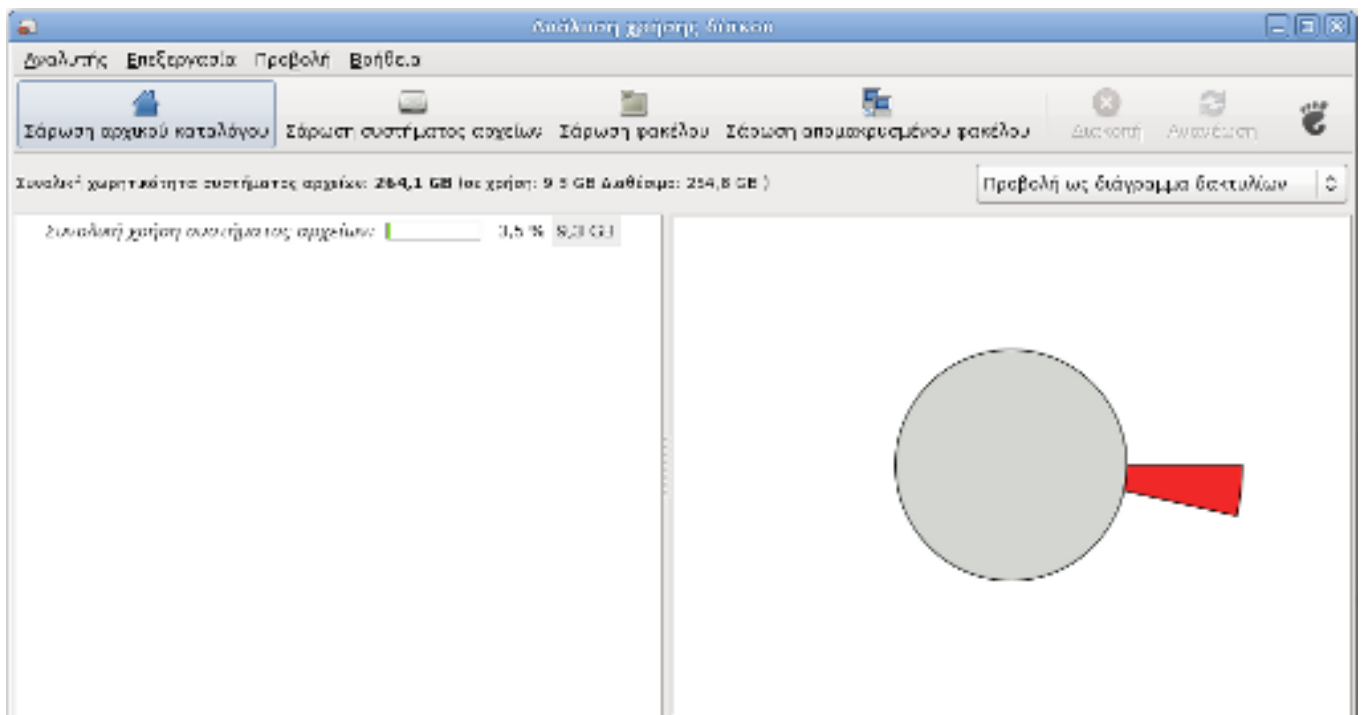 Ανάλυση χρήσης δίσκου
Αναλυτής Επεξεργασία Προβολή Βοήθεια
Σάρωση αρχικού καταλόγου Σάρωση συστήματος αρχείων Σάρωση φακέλου Σάρωση απομακρυσμένου φακέλου Διακοπή Ανανέωση
Συνολική χωρητικότητα συστήματος αρχείων: 264,1 GB (σε χρήση: 9,3 GB Διαθέσιμο: 254,8 GB )
Προβολή ως διάγραμμα δακτυλίων
Συνολική χρήση συστήματος αρχείων: 3,5 % 9,3 GB